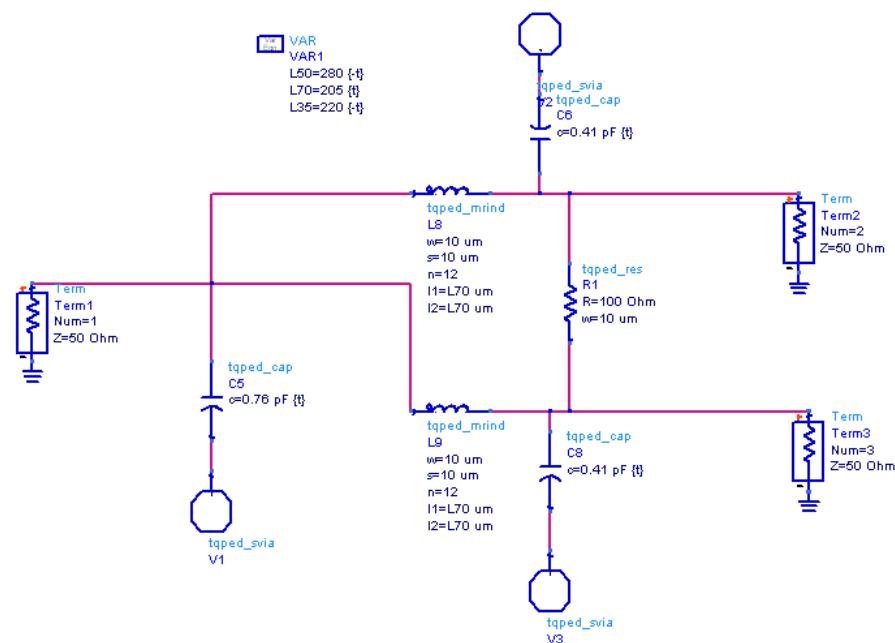 VAR
VAR1
L50=280 {-t}
L70=205 {t}
L35=220 {-t}
tqped_svia
V2
tqped_cap
C6
c=0.41 pF {t}
tqped_mrind
L8
w=10 um
s=10 um
n=12
l1=L70 um
l2=L70 um
Term
Term2
Num=2
Z=50 Ohm
tqped_res
R1
R=100 Ohm
w=10 um
Term
Term1
Num=1
Z=50 Ohm
tqped_cap
C5
c=0.76 pF {t}
tqped_svia
V1
tqped_mrind
L9
w=10 um
s=10 um
n=12
l1=L70 um
l2=L70 um
tqped_cap
C8
c=0.41 pF {t}
tqped_svia
V3
Term
Term3
Num=3
Z=50 Ohm